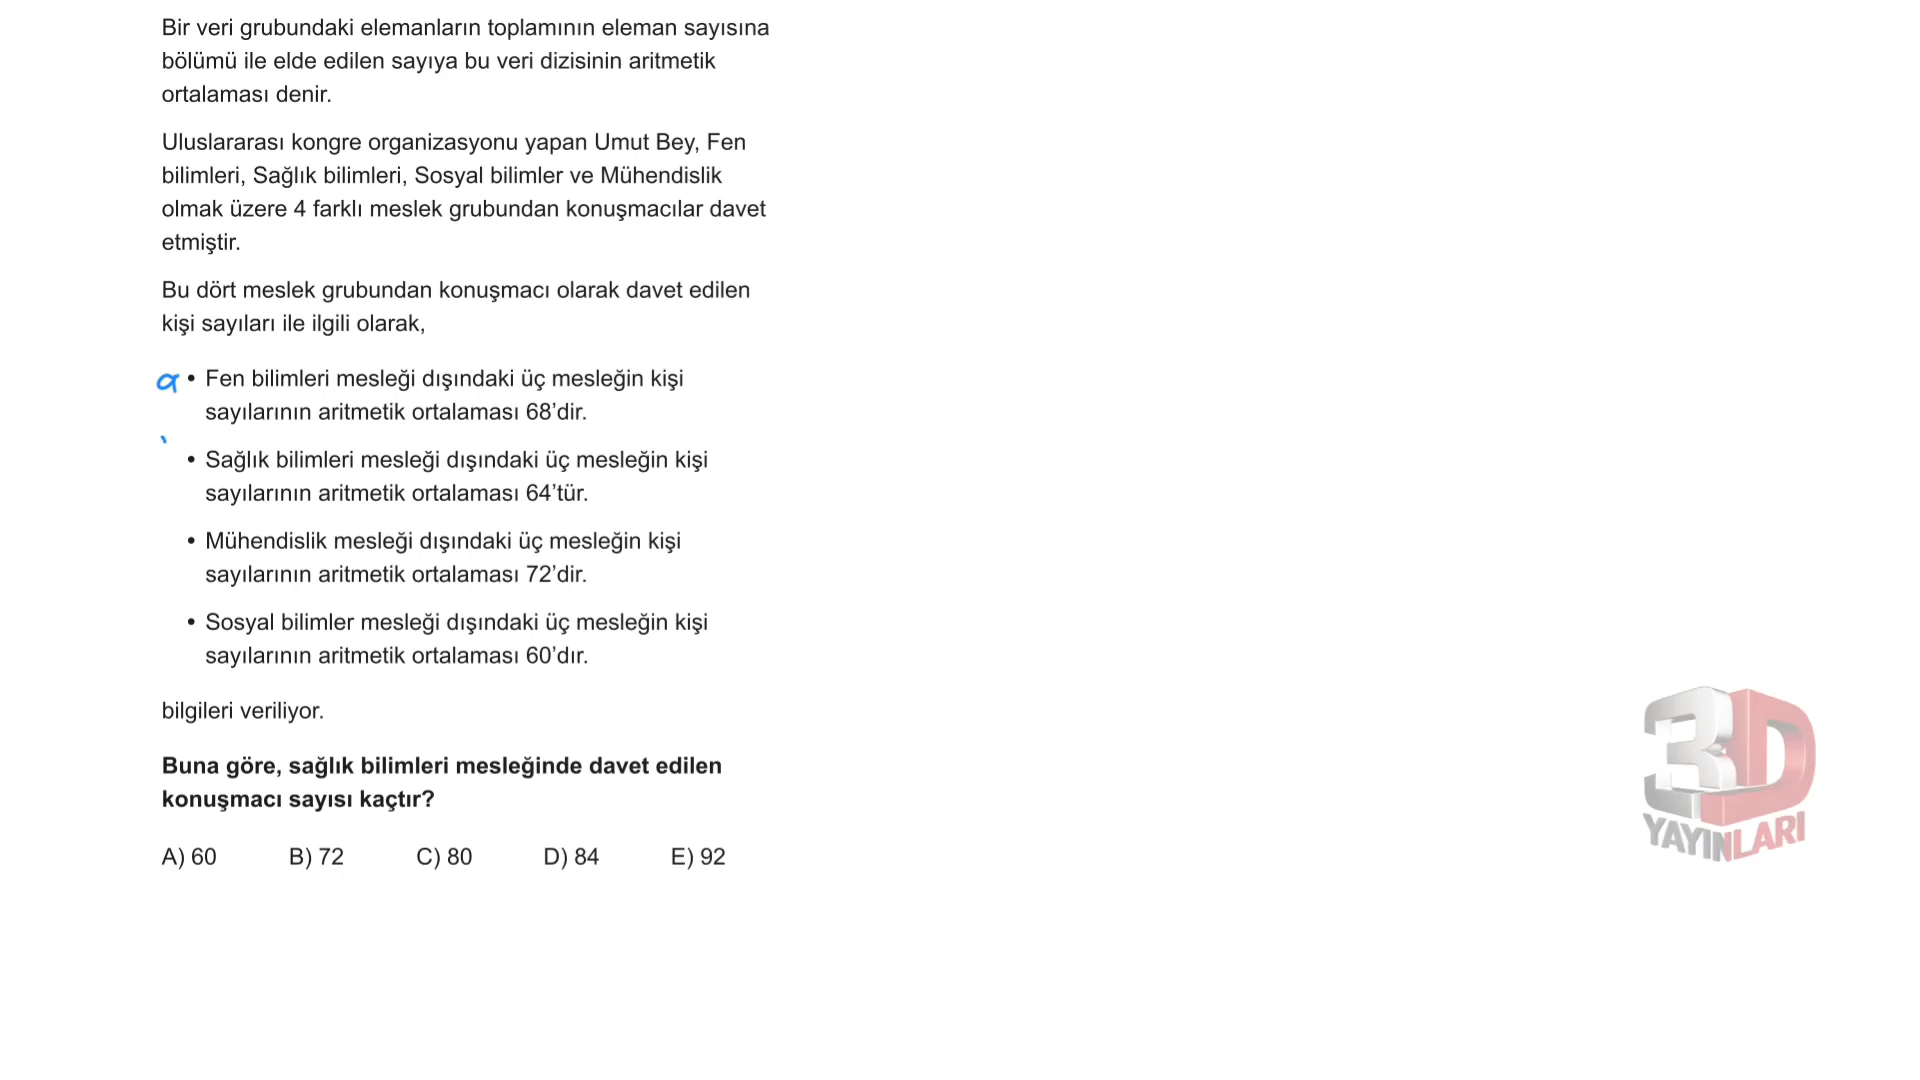 Bir veri grubundaki elemanların toplamının eleman sayısına
bölümü ile elde edilen sayıya bu veri dizisinin aritmetik
ortalaması denir.
Uluslararası kongre organizasyonu yapan Umut Bey, Fen
bilimleri, Sağlık bilimleri, Sosyal bilimler ve Mühendislik
olmak üzere 4 farklı meslek grubundan konuşmacılar davet
etmiştir.
Bu dört meslek grubundan konuşmacı olarak davet edilen
kişi sayıları ile ilgili olarak,
a • Fen bilimleri mesleği dışındaki üç mesleğin kişi
sayılarının aritmetik ortalaması 68’dir.
• Sağlık bilimleri mesleği dışındaki üç mesleğin kişi
sayılarının aritmetik ortalaması 64’tür.
• Mühendislik mesleği dışındaki üç mesleğin kişi
sayılarının aritmetik ortalaması 72’dir.
• Sosyal bilimler mesleği dışındaki üç mesleğin kişi
sayılarının aritmetik ortalaması 60’dır.
bilgileri veriliyor.
Buna göre, sağlık bilimleri mesleğinde davet edilen
konuşmacı sayısı kaçtır?
A) 60 B) 72 C) 80 D) 84 E) 92
3D
YAYINLARI